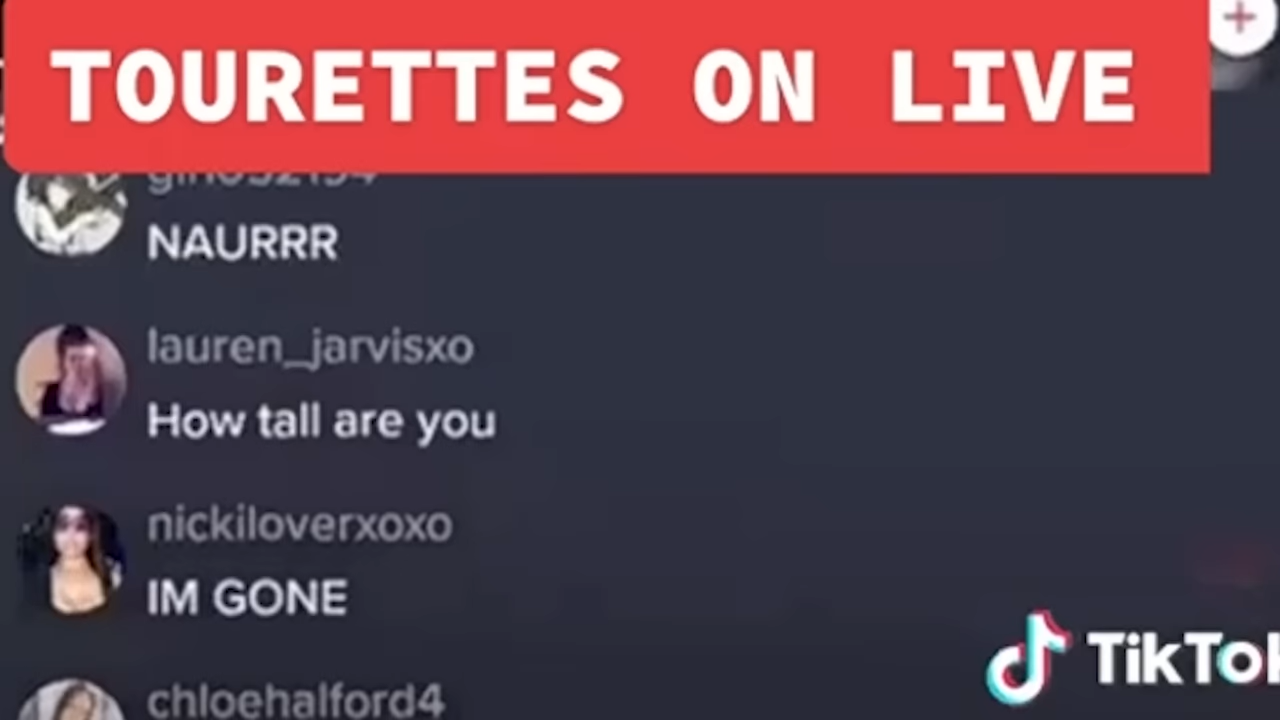 TOURETTES ON LIVE
NAURRR
lauren_jarvisxo
How tall are you
nickiloverxoxo
IM GONE
TikTok
chloehalford4